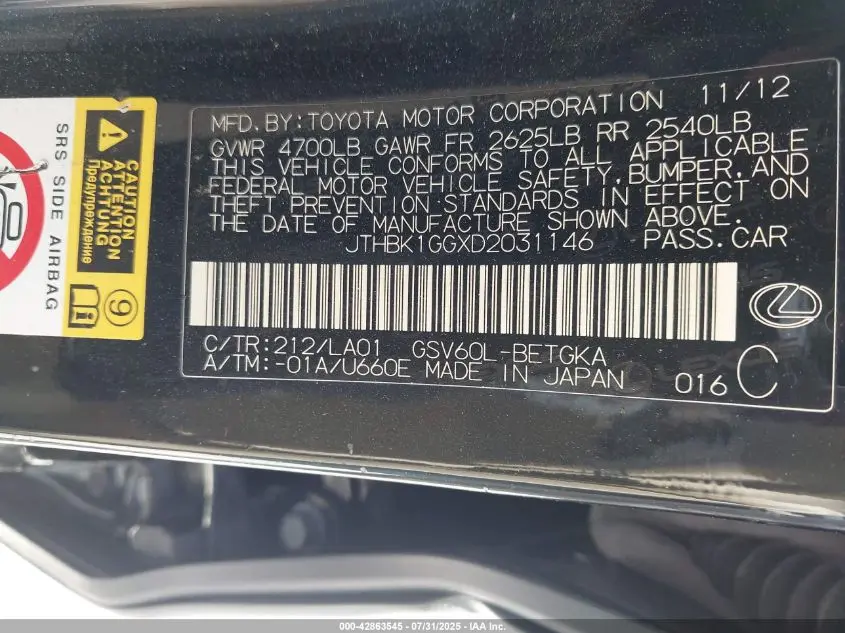 SRS SIDE AIRBAG
CAUTION
ATTENTION
ACHTUNG
Предупреждение
9
MFD.BY:TOYOTA MOTOR CORPORATION 11/12
GVWR 4700LB GAWR FR 2625LB RR 2540LB
THIS VEHICLE CONFORMS TO ALL APPLICABLE
FEDERAL MOTOR VEHICLE SAFETY,BUMPER,AND
THEFT PREVENTION STANDARDS IN EFFECT ON
THE DATE OF MANUFACTURE SHOWN ABOVE.
JTHBK1GGXD2031146 PASS.CAR
C/TR:212/LA01 GSV60L-BETGKA
A/TM:-01A/U660E MADE IN JAPAN 016 C
000-42863545 - 07/31/2025 - IAA Inc.